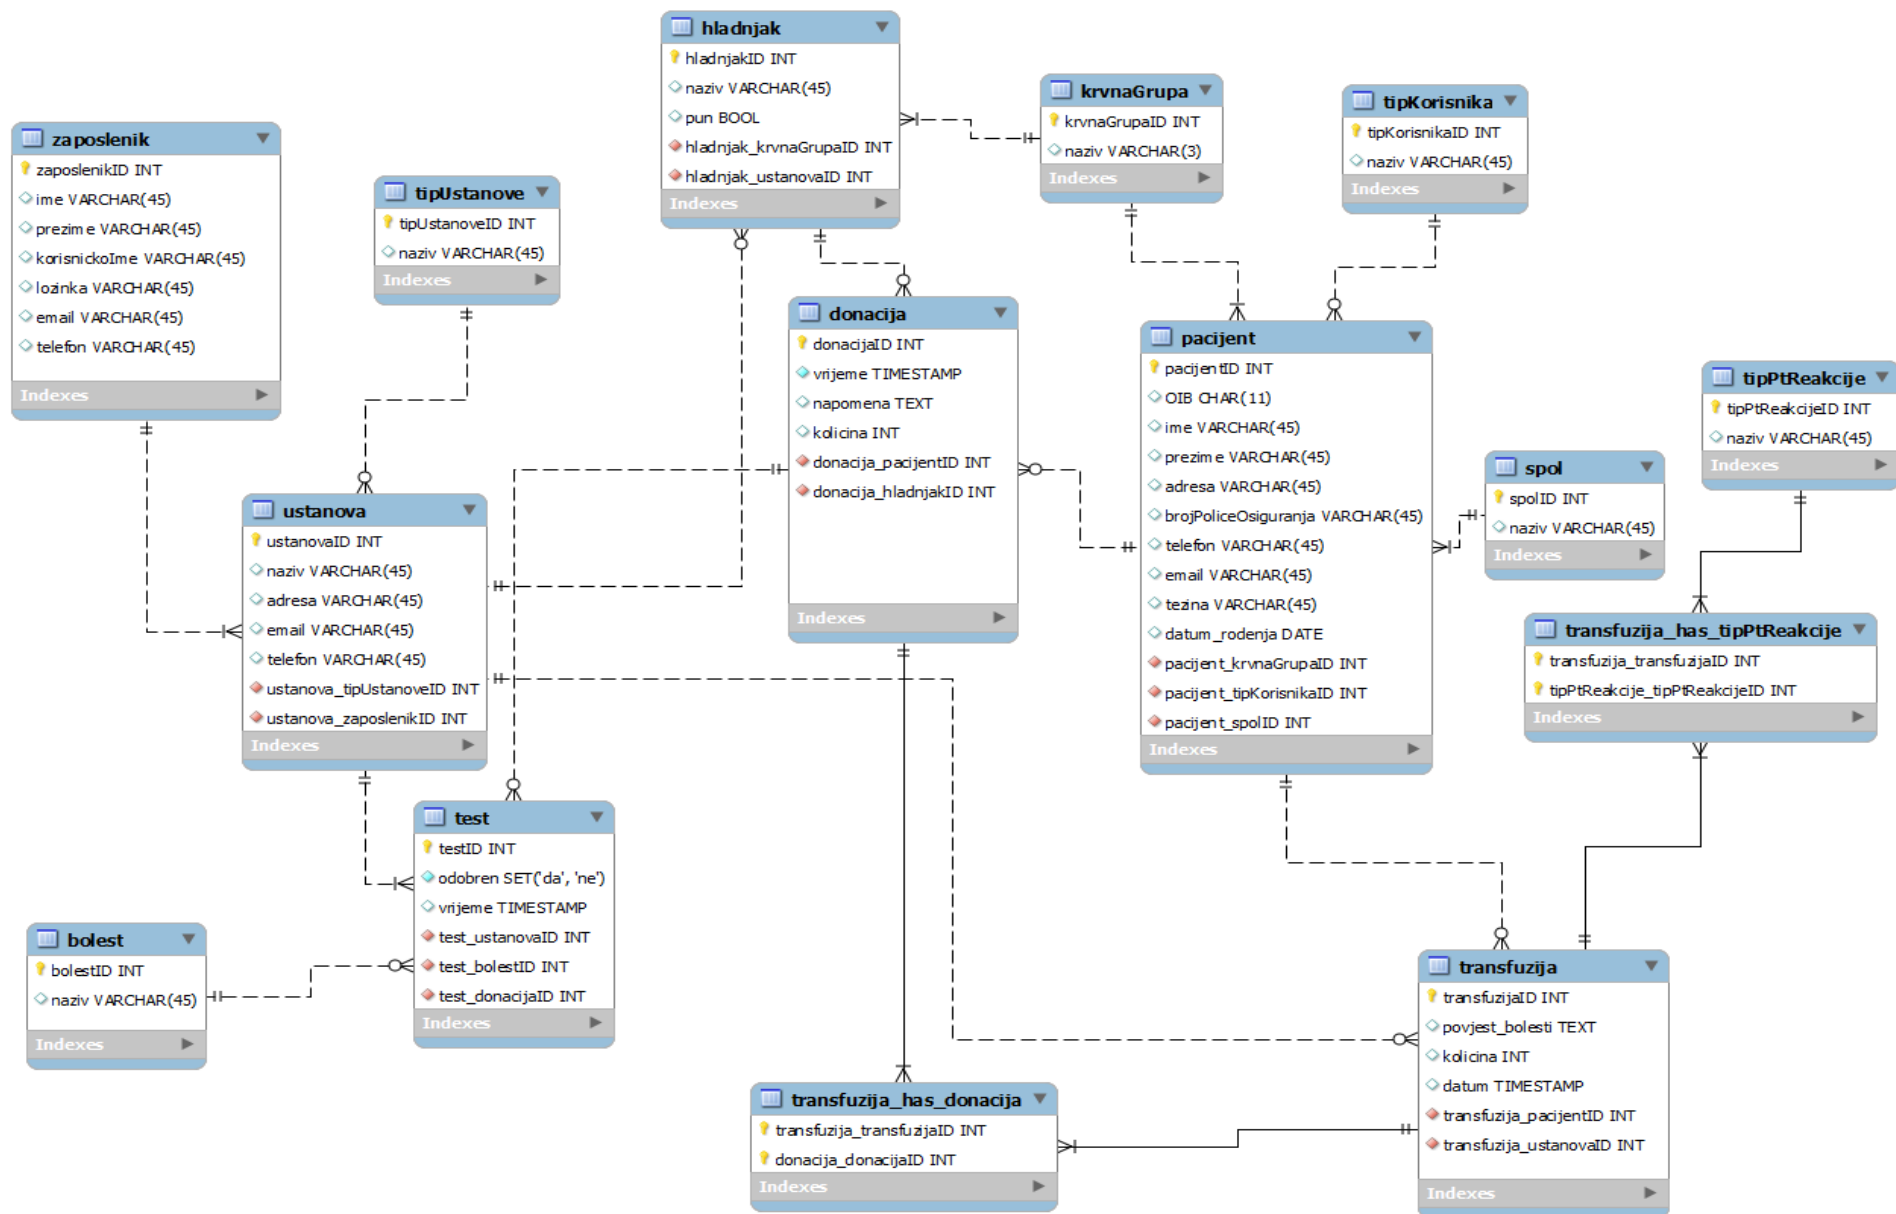 hladnjak
hladnjakID INT
naziv VARCHAR(45)
pun BOOL
hladnjak_krvnaGrupaID INT
hladnjak_ustanovaID INT
Indexes
krvnaGrupa
krvnaGrupaID INT
naziv VARCHAR(3)
Indexes
tipKorisnika
tipKorisnikaID INT
naziv VARCHAR(45)
Indexes
zaposlenik
zaposlenikID INT
ime VARCHAR(45)
prezime VARCHAR(45)
korisnickoIme VARCHAR(45)
lozinka VARCHAR(45)
email VARCHAR(45)
telefon VARCHAR(45)
Indexes
tipUstanove
tipUstanoveID INT
naziv VARCHAR(45)
Indexes
donacija
donacijaID INT
vrijeme TIMESTAMP
napomena TEXT
kolicina INT
donacija_pacijentID INT
donacija_hladnjakID INT
Indexes
pacijent
pacijentID INT
OIB CHAR(11)
ime VARCHAR(45)
prezime VARCHAR(45)
adresa VARCHAR(45)
brojPoliceOsiguranja VARCHAR(45)
telefon VARCHAR(45)
email VARCHAR(45)
tezina VARCHAR(45)
datum_rodenja DATE
pacijent_krvnaGrupaID INT
pacijent_tipKorisnikaID INT
pacijent_spolID INT
Indexes
tipPtReakcije
tipPtReakcijeID INT
naziv VARCHAR(45)
Indexes
spol
spolID INT
naziv VARCHAR(45)
Indexes
ustanova
ustanovaID INT
naziv VARCHAR(45)
adresa VARCHAR(45)
email VARCHAR(45)
telefon VARCHAR(45)
ustanova_tipUstanoveID INT
ustanova_zaposlenikID INT
Indexes
transfuzija_has_tipPtReakcije
transfuzija_transfuzijaID INT
tipPtReakcije_tipPtReakcijeID INT
Indexes
test
testID INT
odobren SET('da', 'ne')
vrijeme TIMESTAMP
test_ustanovaID INT
test_bolestID INT
test_donacijaID INT
Indexes
bolest
bolestID INT
naziv VARCHAR(45)
Indexes
transfuzija
transfuzijaID INT
povjest_bolesti TEXT
kolicina INT
datum TIMESTAMP
transfuzija_pacijentID INT
transfuzija_ustanovaID INT
Indexes
transfuzija_has_donacija
transfuzija_transfuzijaID INT
donacija_donacijaID INT
Indexes